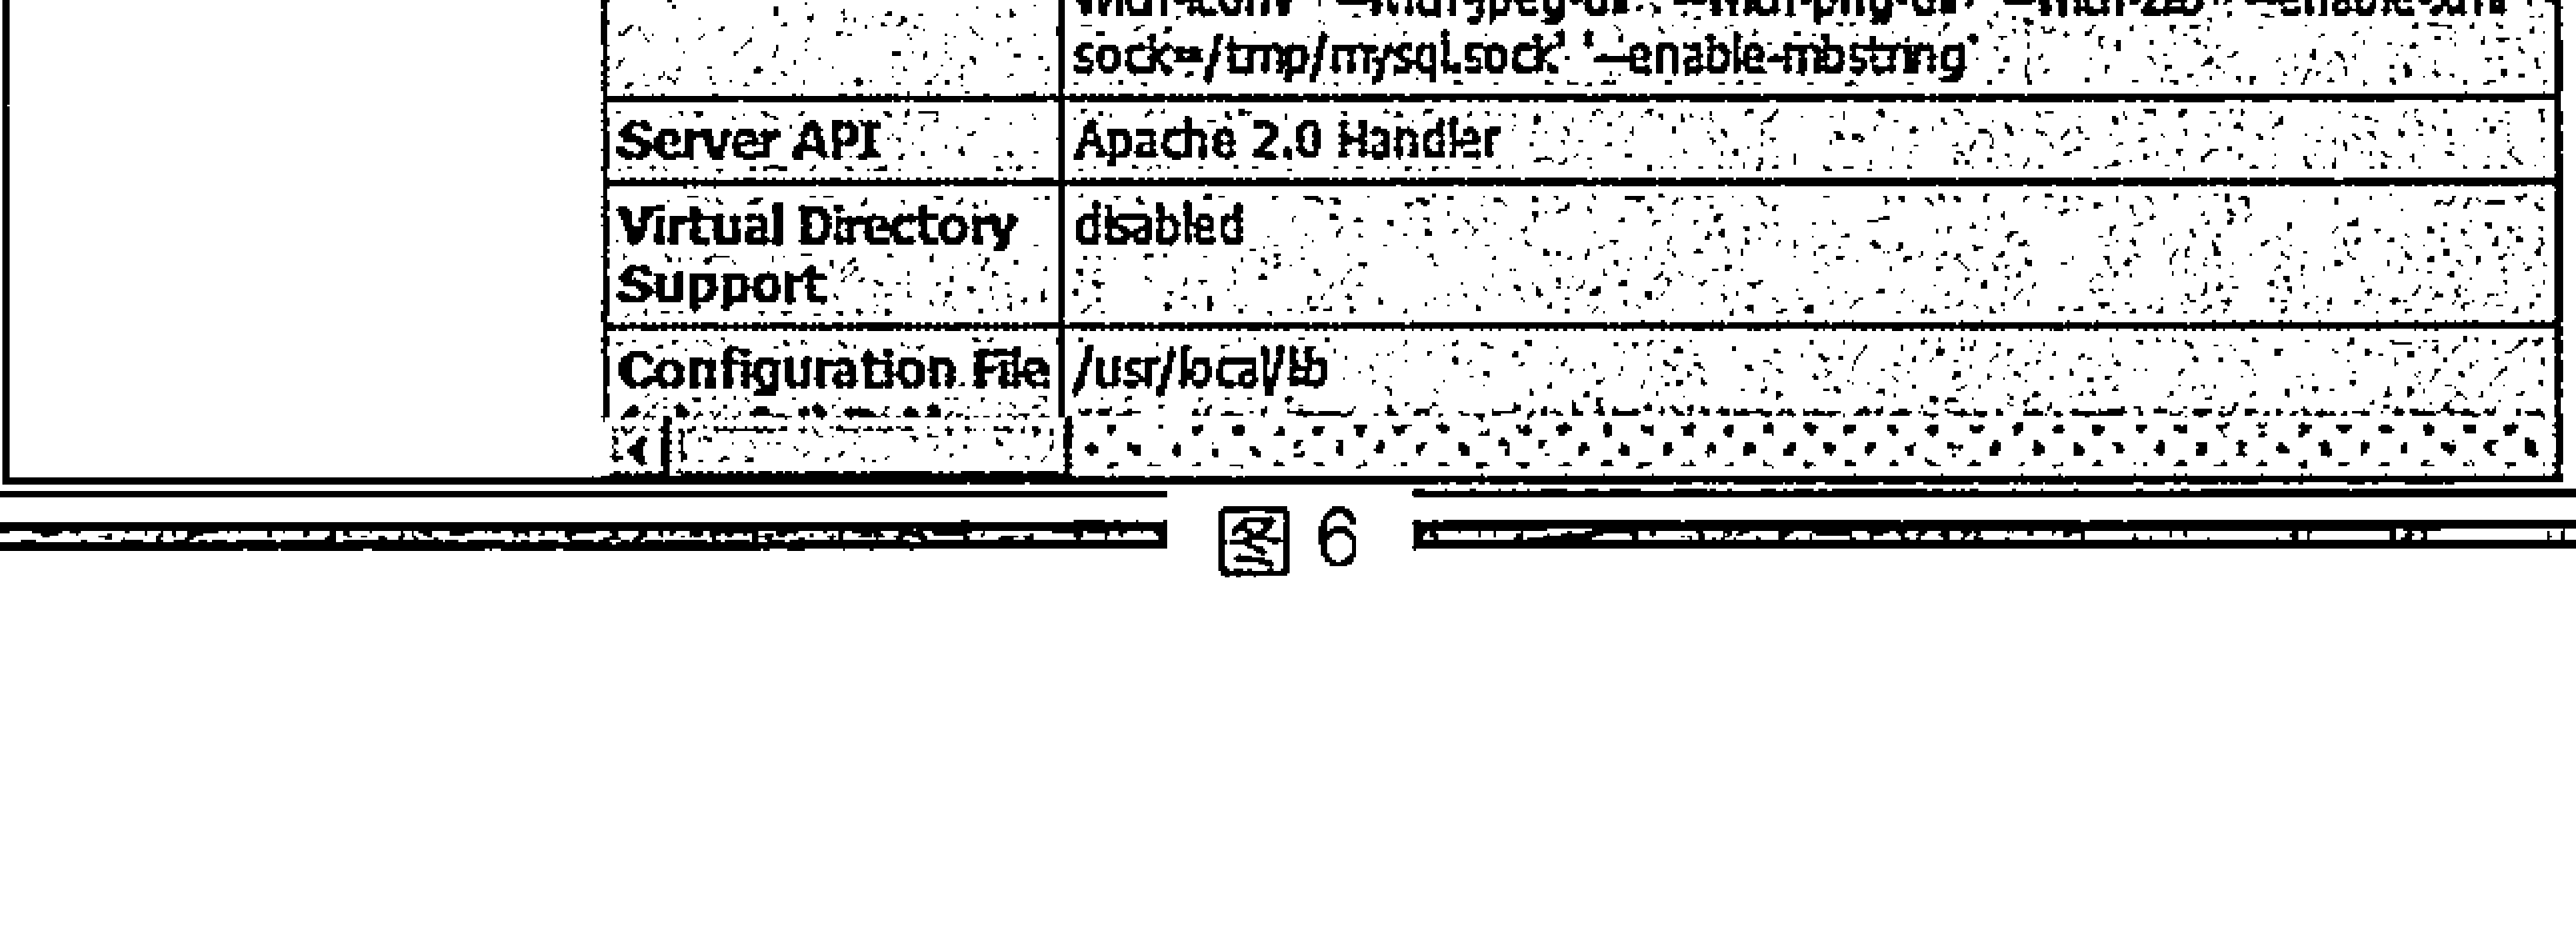 sock=/tmp/mysql.sock' '--enable-mbstring'
Server API Apache 2.0 Handler
Virtual Directory disabled
Support
Configuration File /usr/local/lib
图 6